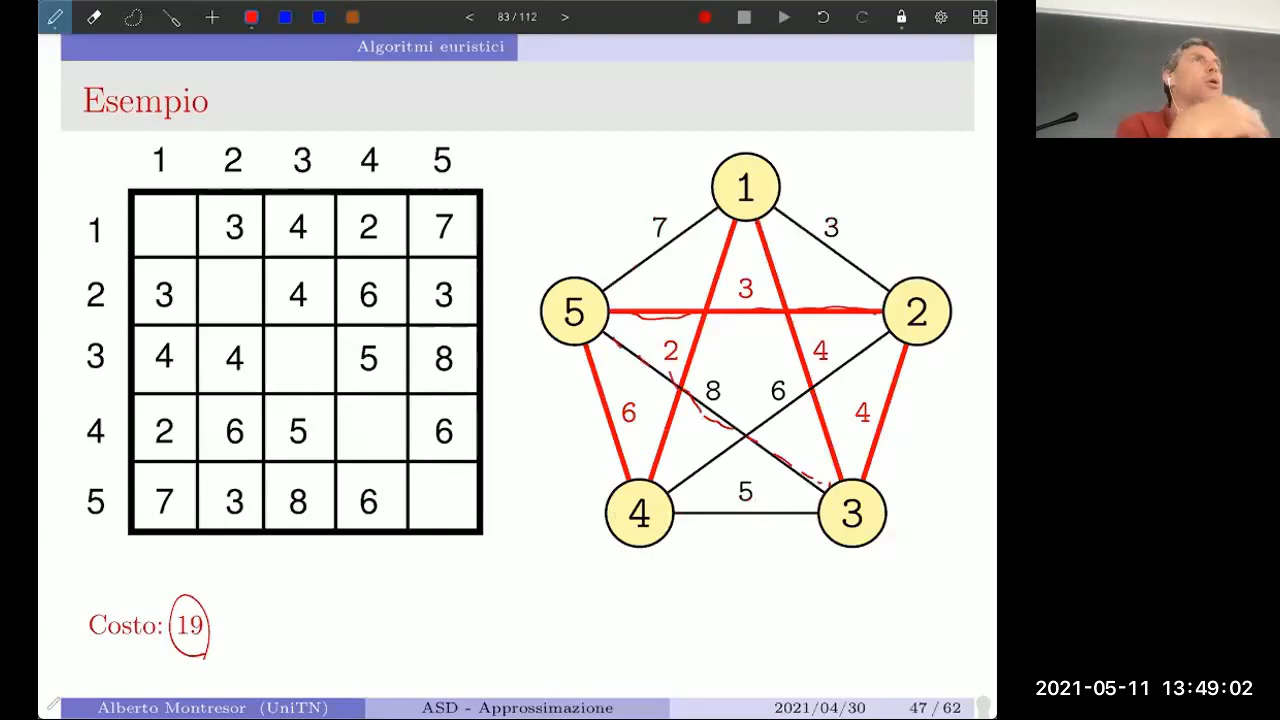 83 / 112
Algoritmi euristici
Esempio
1 2 3 4 5
1 3 4 2 7
2 3 4 6 3
3 4 4 5 8
4 2 6 5 6
5 7 3 8 6
1
7 3
3
5 2
2 4
8 6
6 4
5
4 3
Costo: 19
Alberto Montresor (UniTN) ASD - Approssimazione 2021/04/30 47 / 62
2021-05-11 13:49:02